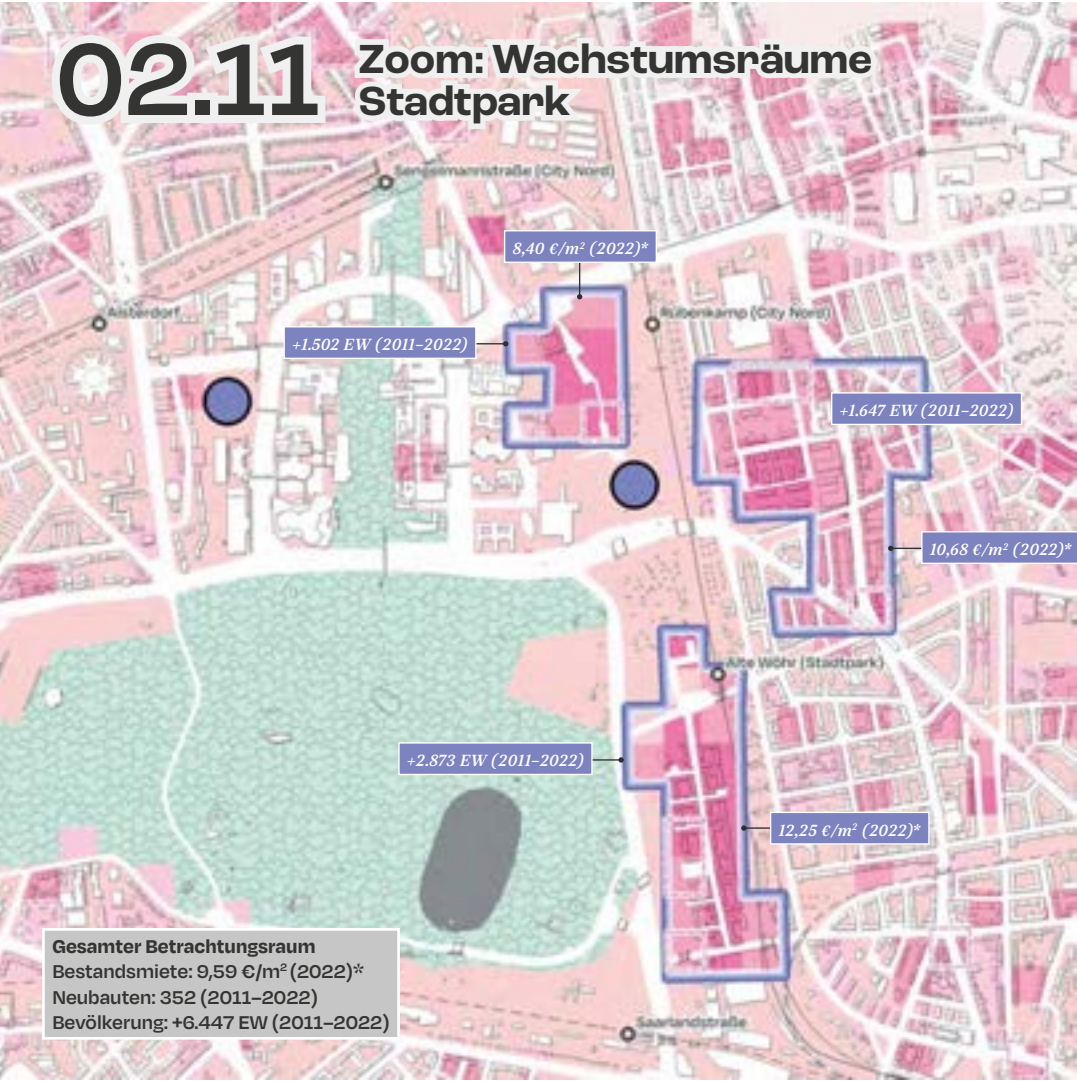 02.11
Zoom: Wachstumsräume
Stadtpark
Sengelmannstraße (City Nord)
8,40 €/m² (2022)*
Alsterdorf
Rübenkamp (City Nord)
+1.502 EW (2011–2022)
+1.647 EW (2011–2022)
10,68 €/m² (2022)*
Alte Wöhr (Stadtpark)
+2.873 EW (2011–2022)
12,25 €/m² (2022)*
Gesamter Betrachtungsraum
Bestandsmiete: 9,59 €/m² (2022)*
Neubauten: 352 (2011–2022)
Bevölkerung: +6.447 EW (2011–2022)
Saarlandstraße